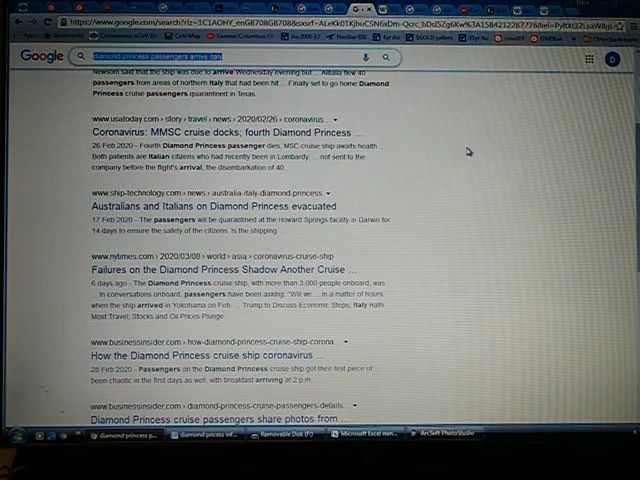 https://www.google.com/search?rlz=
Google
diamond princess passengers arrive italy
D
Newsom said that the ship was due to arrive Wednesday evening but ... Alitalia flew 40
passengers from areas of northern Italy that had been hit ... Finally set to go home Diamond
Princess cruise passengers quarantined in Texas.
www.usatoday.com › story › travel › news › 2020/02/26 › coronavirus...
Coronavirus: MMSC cruise docks; fourth Diamond Princess ...
26 Feb 2020 - Fourth Diamond Princess passenger dies; MSC cruise ship awaits health ...
Both patients are Italian citizens who had recently been in Lombardy. ... not sent to the
company before the flight's arrival, the disembarkation of 40 ...
www.ship-technology.com › news › australia-italy-diamond-princess
Australians and Italians on Diamond Princess evacuated
17 Feb 2020 - The passengers will be quarantined at the Howard Springs facility in Darwin for
14 days to ensure the safety of the citizens. Is the shipping ...
www.nytimes.com › 2020/03/08 › world › asia › coronavirus-cruise-ship
Failures on the Diamond Princess Shadow Another Cruise ...
6 days ago - The Diamond Princess cruise ship, with more than 3,000 people onboard, was
... In conversations onboard, passengers have been asking, "Will we ... in a matter of hours
when the ship arrived in Yokohama on Feb. ... Trump to Discuss Economic Steps; Italy Halts
Most Travel; Stocks and Oil Prices Plunge.
www.businessinsider.com › how-diamond-princess-cruise-ship-corona...
How the Diamond Princess cruise ship coronavirus ...
28 Feb 2020 - Passengers on the Diamond Princess cruise ship got their first piece of
been chaotic in the first days as well, with breakfast arriving at 2 p.m...
www.businessinsider.com › diamond-princess-cruise-passengers-details...
Diamond Princess cruise passengers share photos from ...
diamond princess p...
diamond princess inf...
Removable Disk (F:)
Microsoft Excel non...
ArcSoft PhotoStudio